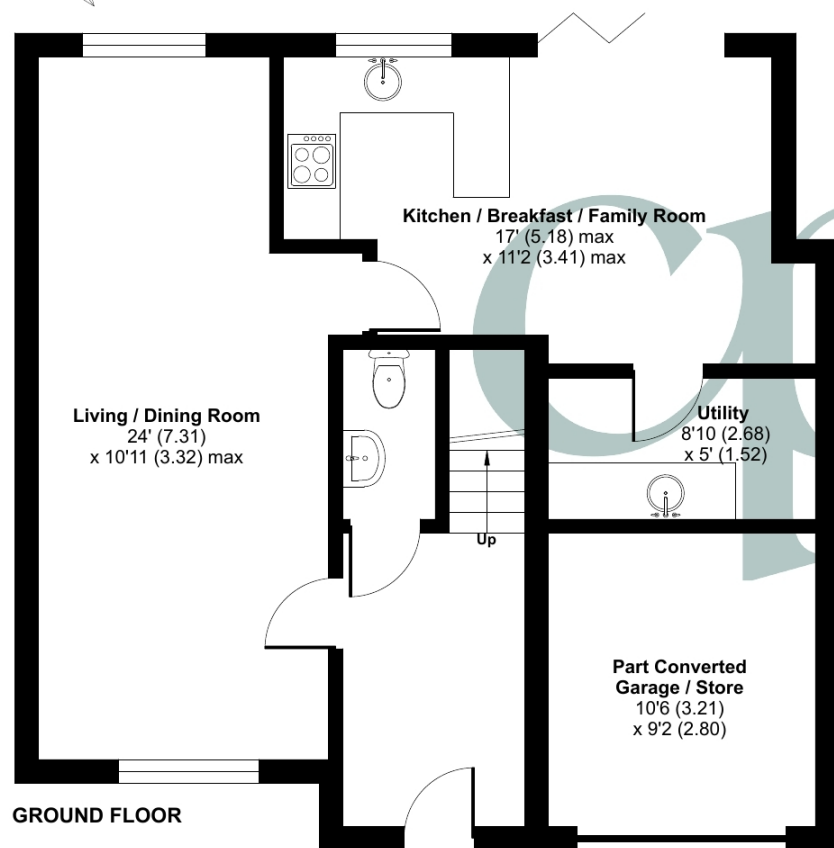 Kitchen / Breakfast / Family Room
17' (5.18) max
x 11'2 (3.41) max
Living / Dining Room
24' (7.31)
x 10'11 (3.32) max
Utility
8'10 (2.68)
x 5' (1.52)
Up
Part Converted
Garage / Store
10'6 (3.21)
x 9'2 (2.80)
GROUND FLOOR